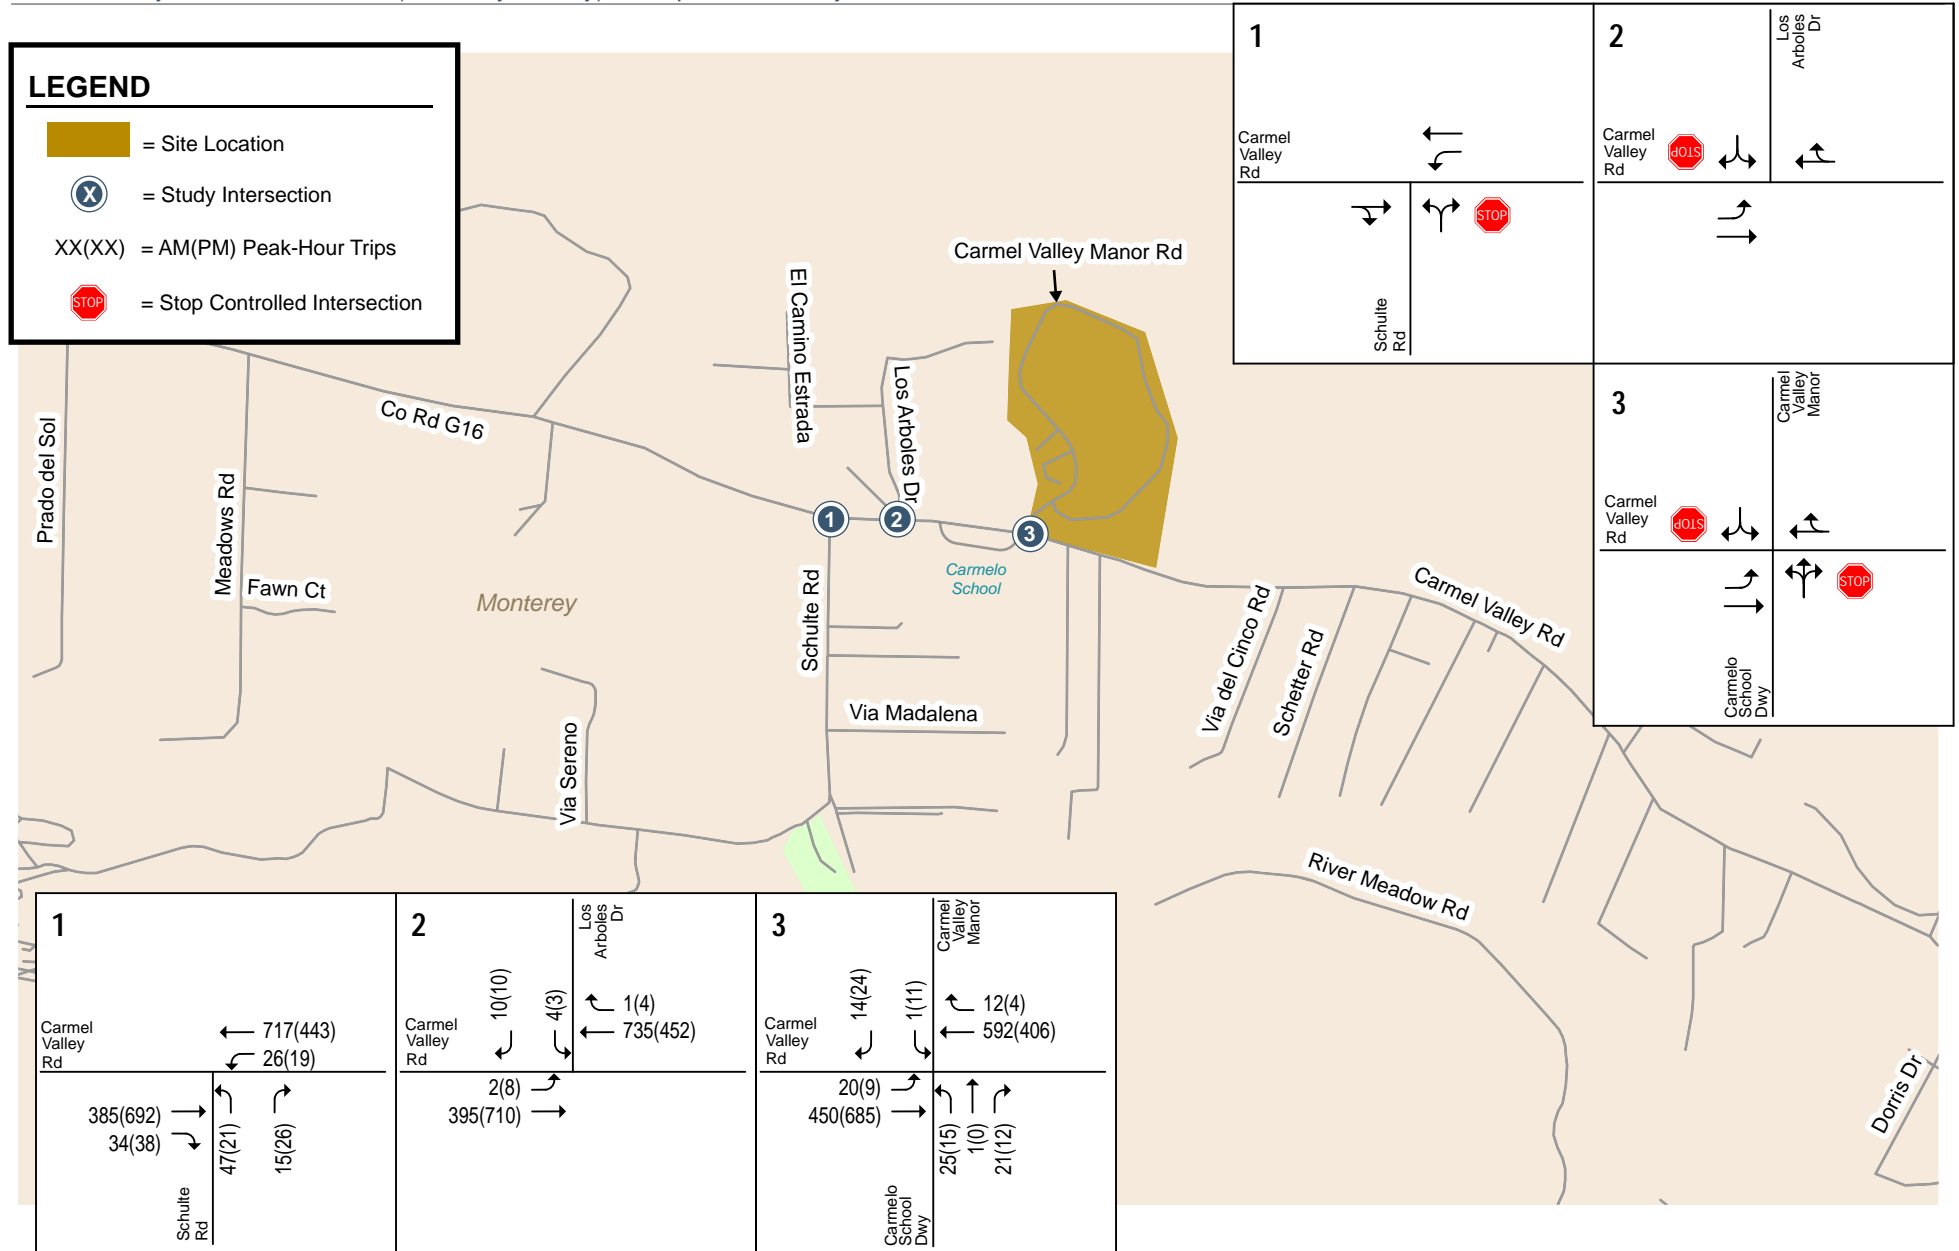 LEGEND
= Site Location
X
= Study Intersection
XX(XX)
= AM(PM) Peak-Hour Trips
STOP
= Stop Controlled Intersection
1
Carmel
Valley
Rd
STOP
Schulte
Rd
2
Los
Arboles
Dr
Carmel
Valley
Rd
STOP
3
Carmel
Valley
Manor
Carmel
Valley
Rd
STOP
STOP
Carmelo
School
Dwy
Carmel Valley Manor Rd
El Camino Estrada
Los Arboles Dr
Co Rd G16
Prado del Sol
Meadows Rd
Fawn Ct
Monterey
1
2
3
Carmelo
School
Schulte Rd
Via Madalena
Via Sereno
Via del Cinco Rd
Schetter Rd
Carmel Valley Rd
River Meadow Rd
Dorris Dr
1
Carmel
Valley
Rd
717(443)
26(19)
385(692)
34(38)
47(21)
15(26)
Schulte
Rd
2
Los
Arboles
Dr
10(10)
4(3)
1(4)
735(452)
Carmel
Valley
Rd
2(8)
395(710)
3
Carmel
Valley
Manor
14(24)
1(11)
12(4)
592(406)
Carmel
Valley
Rd
20(9)
450(685)
25(15)
1(0)
21(12)
Carmelo
School
Dwy